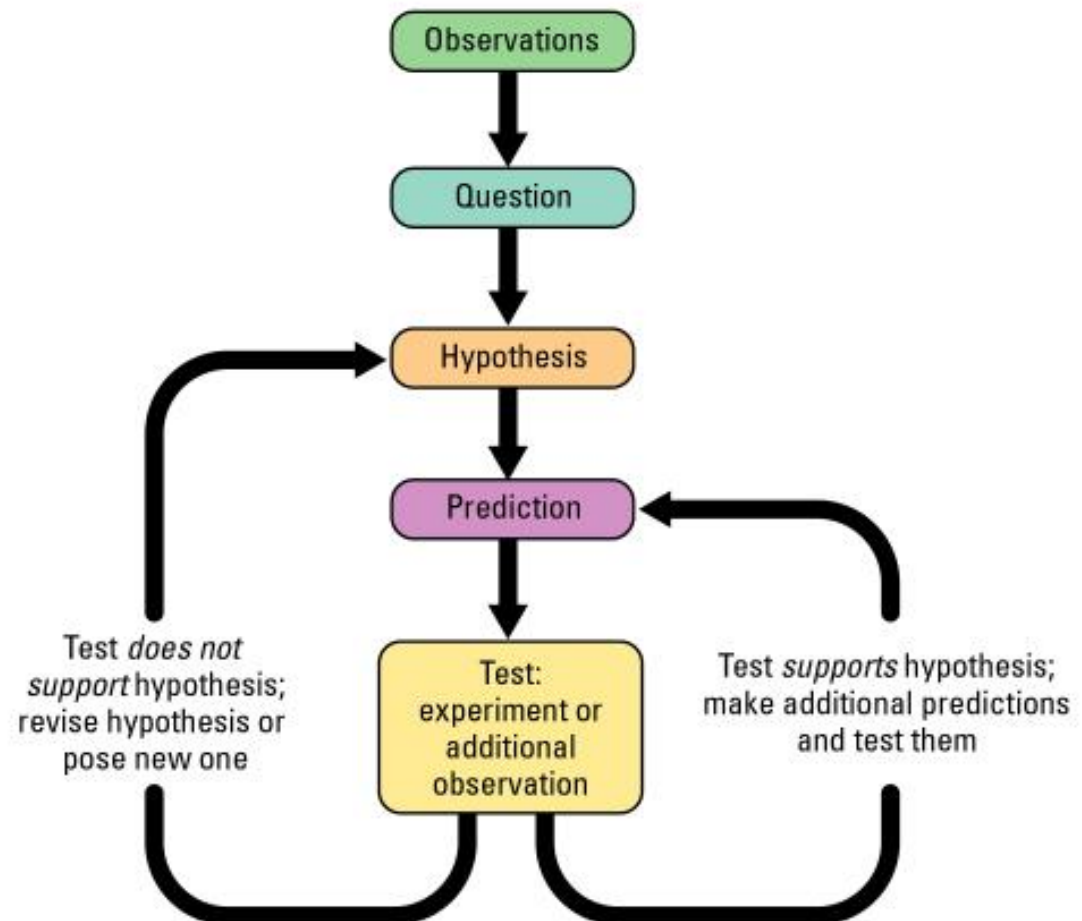 Observations
Question
Hypothesis
Prediction
Test:
experiment or
additional
observation
Test does not
support hypothesis;
revise hypothesis or
pose new one
Test supports hypothesis;
make additional predictions
and test them